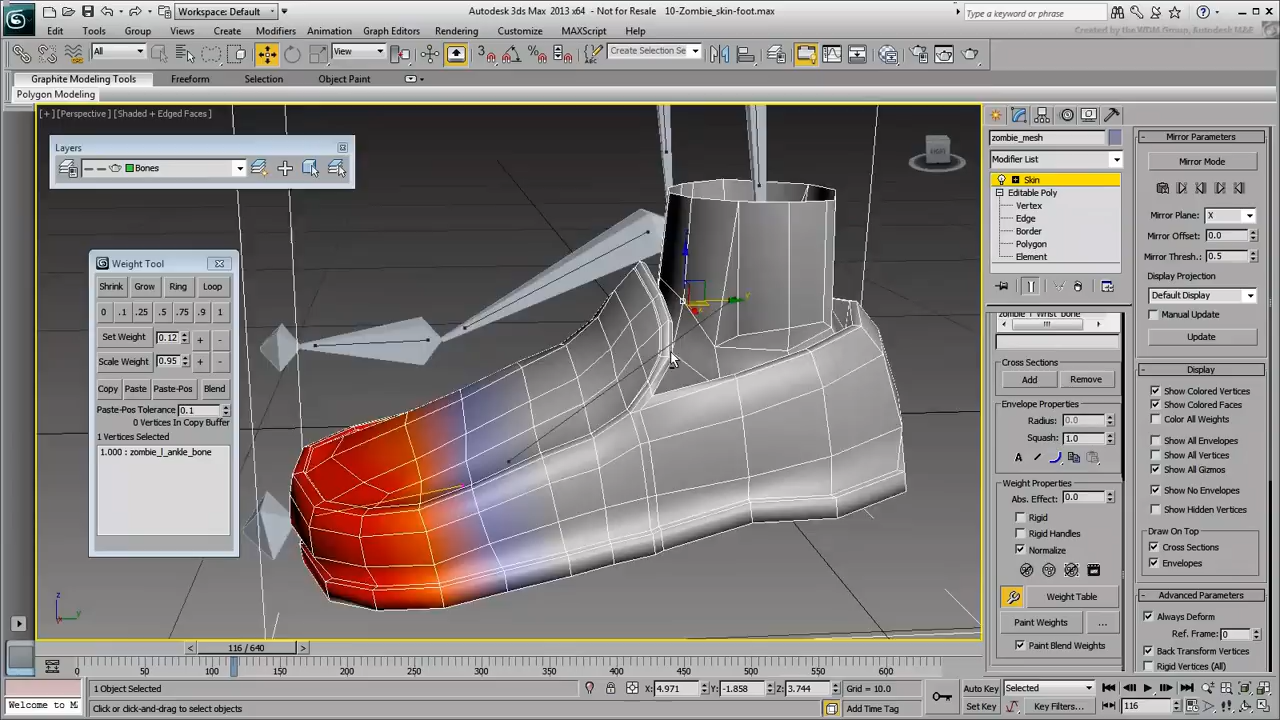 Workspace: Default
Autodesk 3ds Max 2013 x64 - Not for Resale 10-Zombie_skin-foot.max
Type a keyword or phrase
Edit Tools Group Views Create Modifiers Animation Graph Editors Rendering Customize MAXScript Help
Created exclusively by the WDM Group, Autodesk M&E
All
View
Create Selection Se
Graphite Modeling Tools Freeform Selection Object Paint
Polygon Modeling
[ + ] [Perspective ] [Shaded + Edged Faces ]
Layers
Bones
Weight Tool
Shrink Grow Ring Loop
0 .1 .25 .5 .75 .9 1
Set Weight 0.12 + -
Scale Weight 0.95 + -
Copy Paste Paste-Pos Blend
Paste-Pos Tolerance 0.1
0 Vertices In Copy Buffer
1 Vertices Selected
1.000 : zombie_l_ankle_bone
z
y
zombie_mesh
Modifier List
Skin
Editable Poly
Vertex
Edge
Border
Polygon
Element
Cross Sections
Add Remove
Envelope Properties
Radius: 0.0
Squash: 1.0
Weight Properties
Abs. Effect: 0.0
Rigid
Rigid Handles
Normalize
Weight Table
Paint Weights ...
Paint Blend Weights
Mirror Parameters
Mirror Mode
Mirror Plane: X
Mirror Offset: 0.0
Mirror Thresh.: 0.5
Display Projection
Default Display
Manual Update
Update
Display
Show Colored Vertices
Show Colored Faces
Color All Weights
Show All Envelopes
Show All Vertices
Show All Gizmos
Show No Envelopes
Show Hidden Vertices
Draw On Top
Cross Sections
Envelopes
Advanced Parameters
Always Deform
Ref. Frame: 0
Back Transform Vertices
Rigid Vertices (All)
< 116 / 640 >
50 100 150 200 250 300 350 400 450 500 550 600
1 Object Selected
X: 4.971 Y: -1.858 Z: 3.744 Grid = 10.0
Auto Key Selected
Welcome to M
Click or click-and-drag to select objects
Add Time Tag
Set Key Key Filters... 116